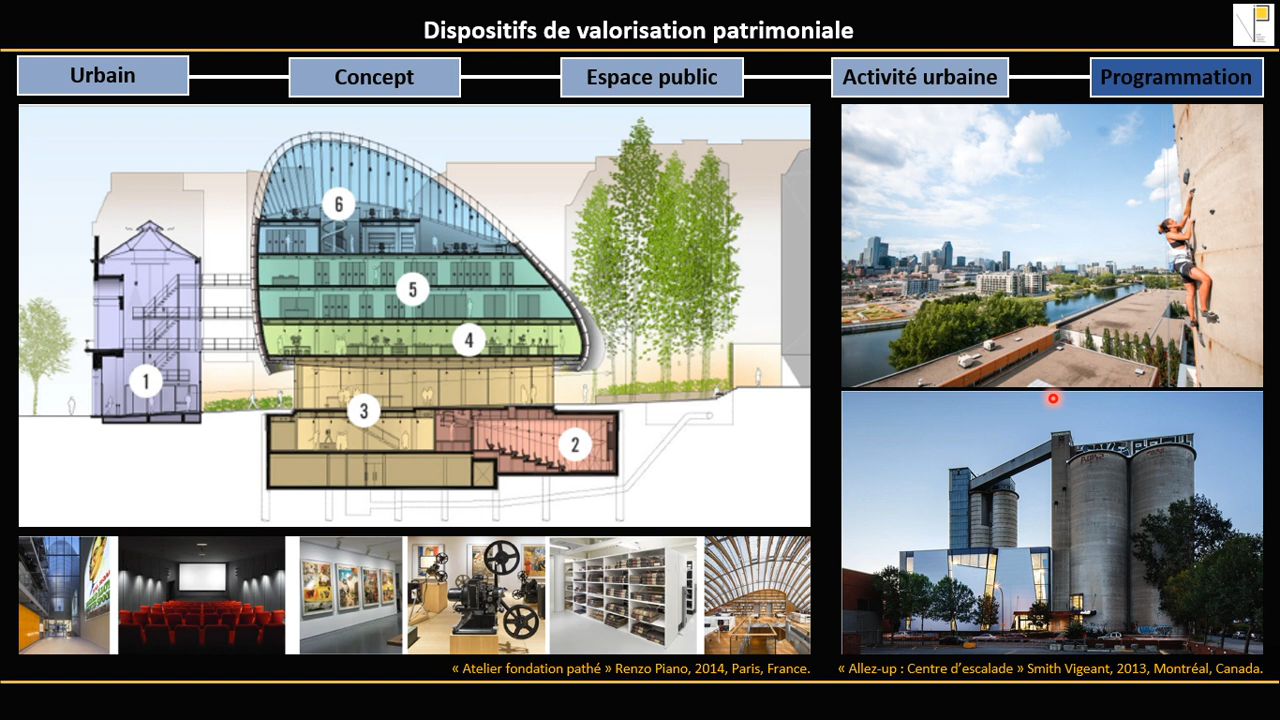 Dispositifs de valorisation patrimoniale
Urbain
Concept
Espace public
Activité urbaine
Programmation
6
5
4
1
3
2
« Atelier fondation pathé » Renzo Piano, 2014, Paris, France.
« Allez-up : Centre d’escalade » Smith Vigeant, 2013, Montréal, Canada.